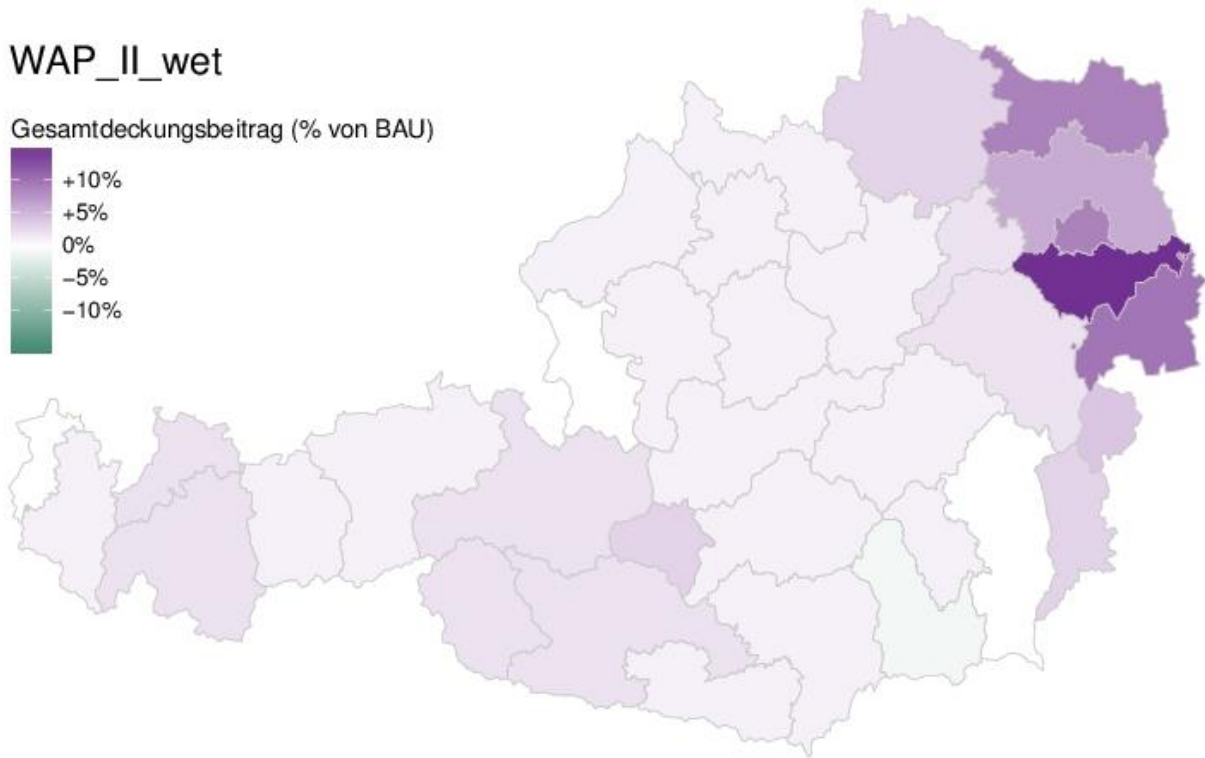 WAP_II_wet
Gesamtdeckungsbeitrag (% von BAU)
+10%
+5%
0%
−5%
−10%